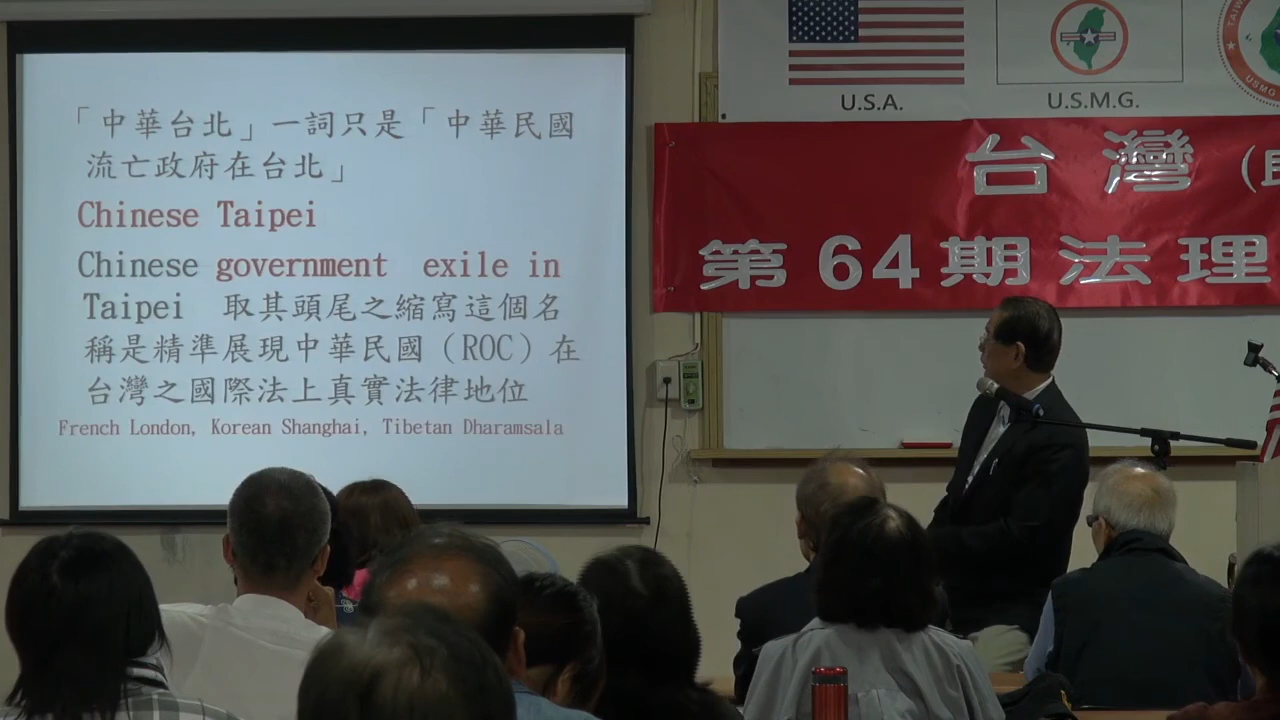 「中華台北」一詞只是「中華民國
流亡政府在台北」
Chinese Taipei
Chinese government exile in
Taipei 取其頭尾之縮寫這個名
稱是精準展現中華民國（ROC）在
台灣之國際法上真實法律地位
French London, Korean Shanghai, Tibetan Dharamsala
U.S.A.
U.S.M.G.
台灣（
第64期法理